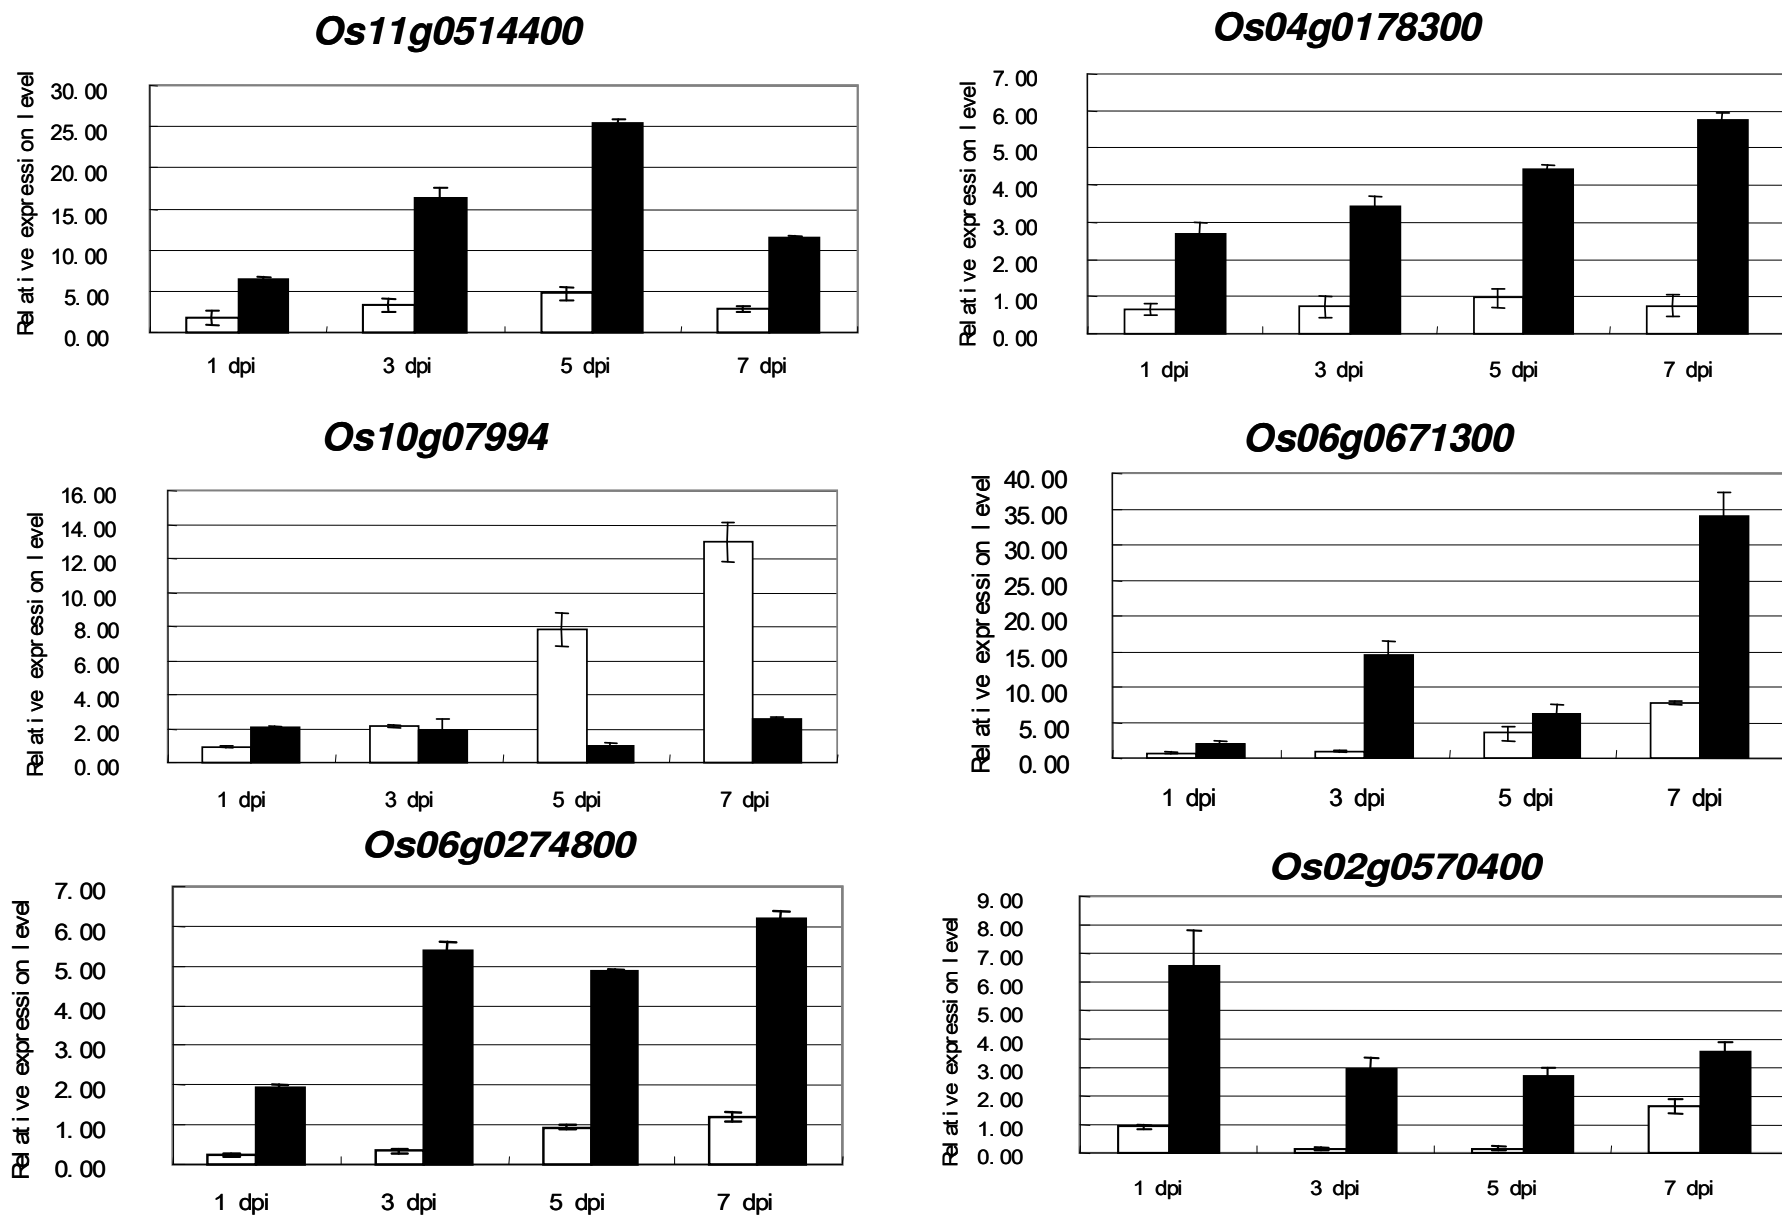 Os11g0514400
Relative expression level
30.00
25.00
20.00
15.00
10.00
5.00
0.00
1 dpi 3 dpi 5 dpi 7 dpi
Os04g0178300
Relative expression level
7.00
6.00
5.00
4.00
3.00
2.00
1.00
0.00
1 dpi 3 dpi 5 dpi 7 dpi
Os10g07994
Relative expression level
16.00
14.00
12.00
10.00
8.00
6.00
4.00
2.00
0.00
1 dpi 3 dpi 5 dpi 7 dpi
Os06g0671300
Relative expression level
40.00
35.00
30.00
25.00
20.00
15.00
10.00
5.00
0.00
1 dpi 3 dpi 5 dpi 7 dpi
Os06g0274800
Relative expression level
7.00
6.00
5.00
4.00
3.00
2.00
1.00
0.00
1 dpi 3 dpi 5 dpi 7 dpi
Os02g0570400
Relative expression level
9.00
8.00
7.00
6.00
5.00
4.00
3.00
2.00
1.00
0.00
1 dpi 3 dpi 5 dpi 7 dpi